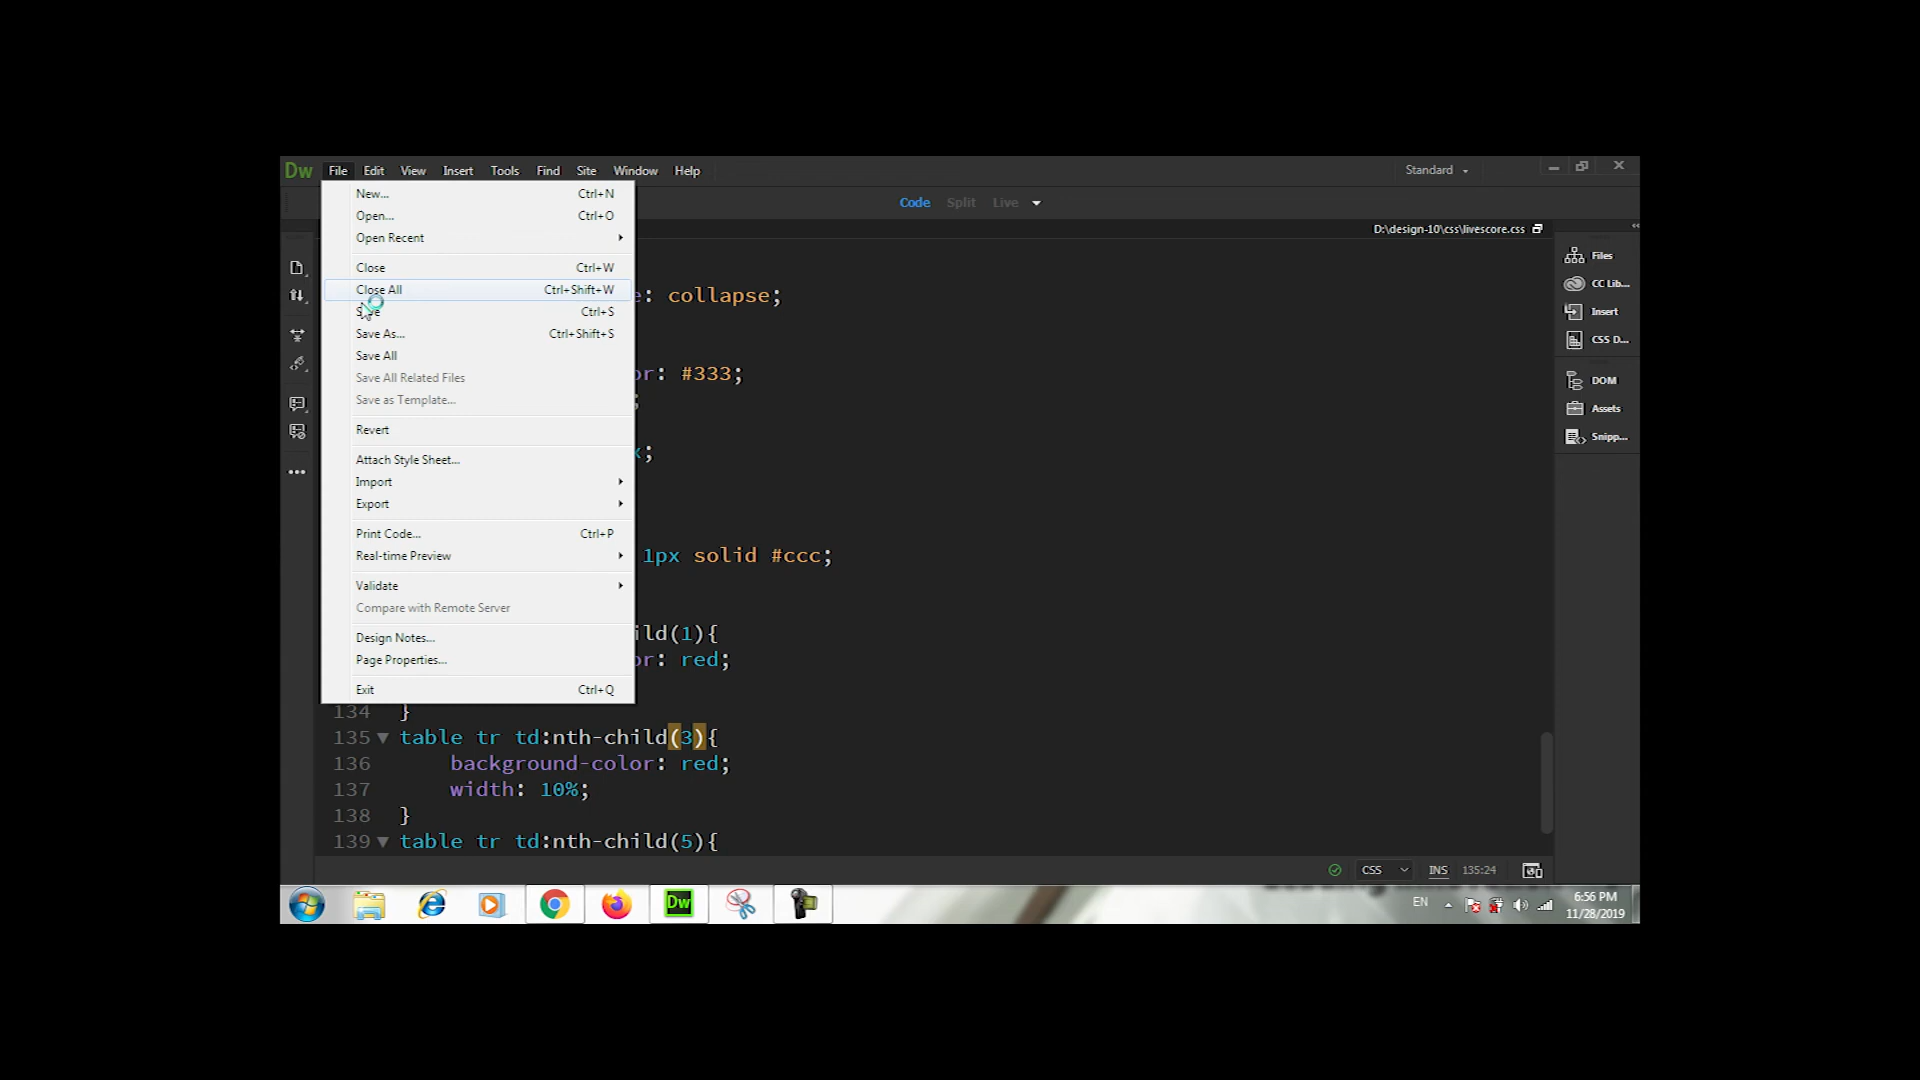 Dw File Edit View Insert Tools Find Site Window Help Standard
Code Split Live
D:\design-10\css\livescore.css
New... Ctrl+N
Open... Ctrl+O
Open Recent
Close Ctrl+W
Close All Ctrl+Shift+W
Save Ctrl+S
Save As... Ctrl+Shift+S
Save All
Save All Related Files
Save as Template...
Revert
Attach Style Sheet...
Import
Export
Print Code... Ctrl+P
Real-time Preview
Validate
Compare with Remote Server
Design Notes...
Page Properties...
Exit Ctrl+Q
: collapse;
or: #333;
;
x;
1px solid #ccc;
ild(1){
or: red;
134 }
135 table tr td:nth-child(3){
136 background-color: red;
137 width: 10%;
138 }
139 table tr td:nth-child(5){
Files
CC Lib...
Insert
CSS D...
DOM
Assets
Snipp...
CSS INS 135:24
Dw
EN
6:56 PM
11/28/2019